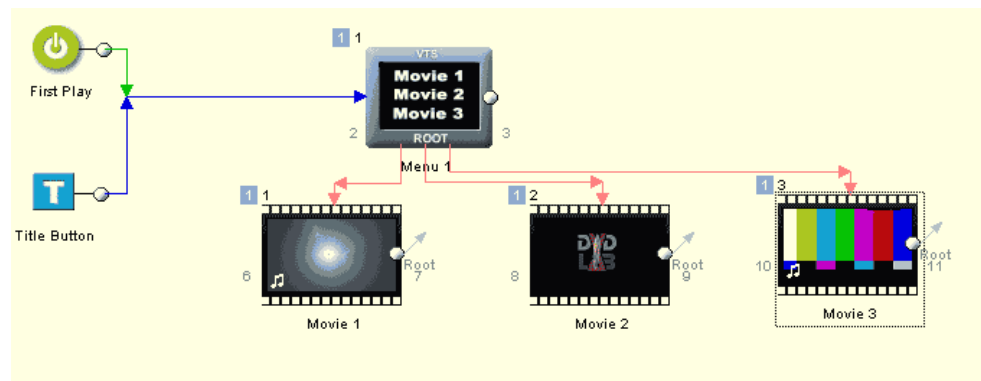 1 1
First Play
VTS
Movie 1
Movie 2
Movie 3
2
3
ROOT
Menu 1
T
Title Button
1 1
1 2
1 3
6
Root
7
Movie 1
8
DVD
LAB
Root
9
Movie 2
10
Root
11
Movie 3